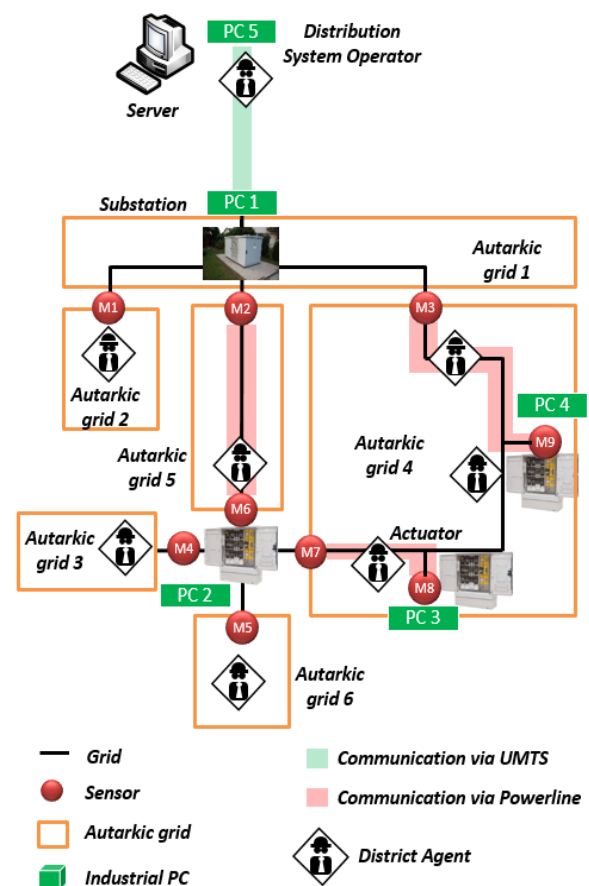 PC 5
Distribution
System Operator
Server
Substation
PC 1
Autarkic
grid 1
M1
M2
M3
Autarkic
grid 2
PC 4
M9
Autarkic
grid 5
Autarkic
grid 4
M6
Autarkic
grid 3
M4
M7
Actuator
M8
PC 2
PC 3
M5
Autarkic
grid 6
Grid
Communication via UMTS
Sensor
Communication via Powerline
Autarkic grid
District Agent
Industrial PC